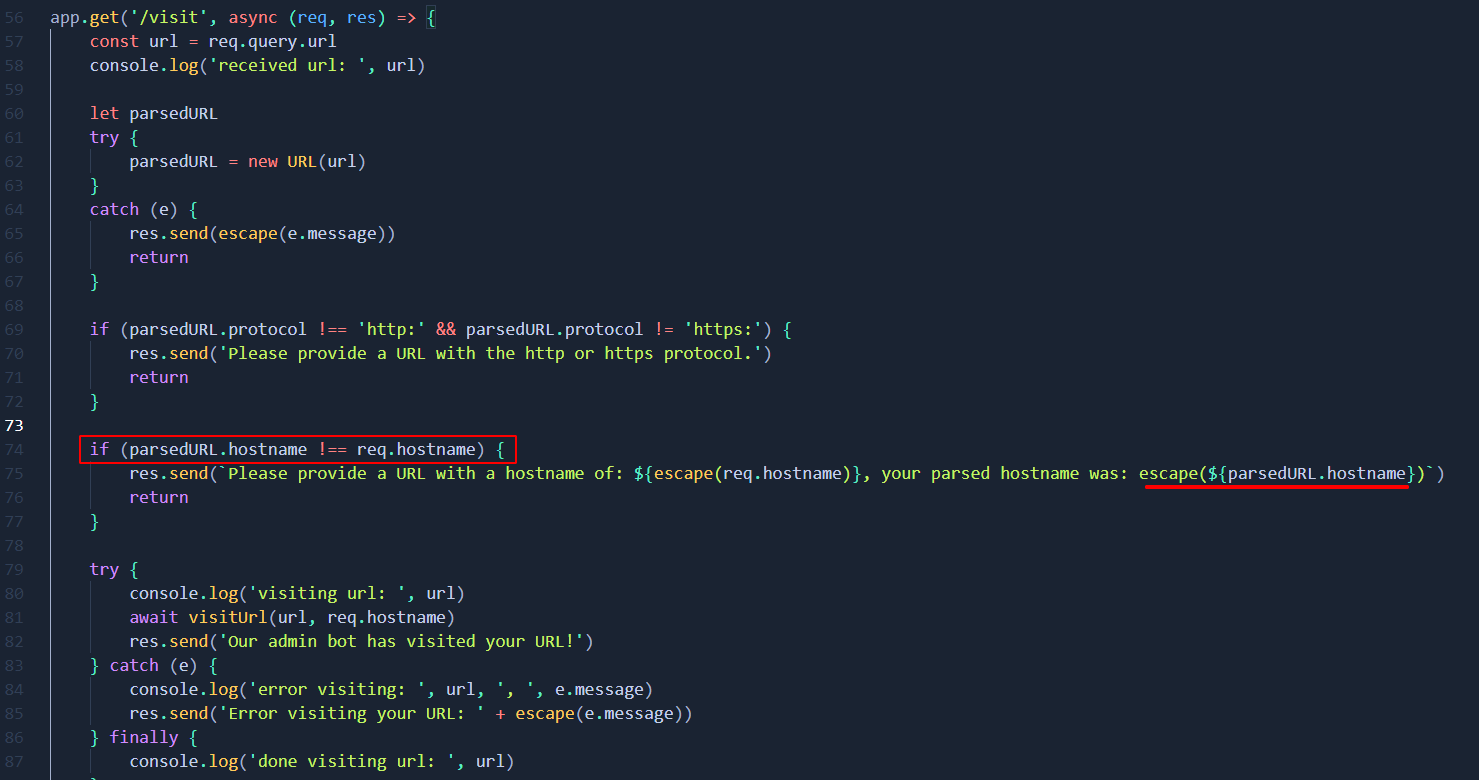 56 app.get('/visit', async (req, res) => {
57 const url = req.query.url
58 console.log('received url: ', url)
59
60 let parsedURL
61 try {
62 parsedURL = new URL(url)
63 }
64 catch (e) {
65 res.send(escape(e.message))
66 return
67 }
68
69 if (parsedURL.protocol !== 'http:' && parsedURL.protocol != 'https:') {
70 res.send('Please provide a URL with the http or https protocol.')
71 return
72 }
73
74 if (parsedURL.hostname !== req.hostname) {
75 res.send(`Please provide a URL with a hostname of: ${escape(req.hostname)}, your parsed hostname was: escape(${parsedURL.hostname})`)
76 return
77 }
78
79 try {
80 console.log('visiting url: ', url)
81 await visitUrl(url, req.hostname)
82 res.send('Our admin bot has visited your URL!')
83 } catch (e) {
84 console.log('error visiting: ', url, ', ', e.message)
85 res.send('Error visiting your URL: ' + escape(e.message))
86 } finally {
87 console.log('done visiting url: ', url)